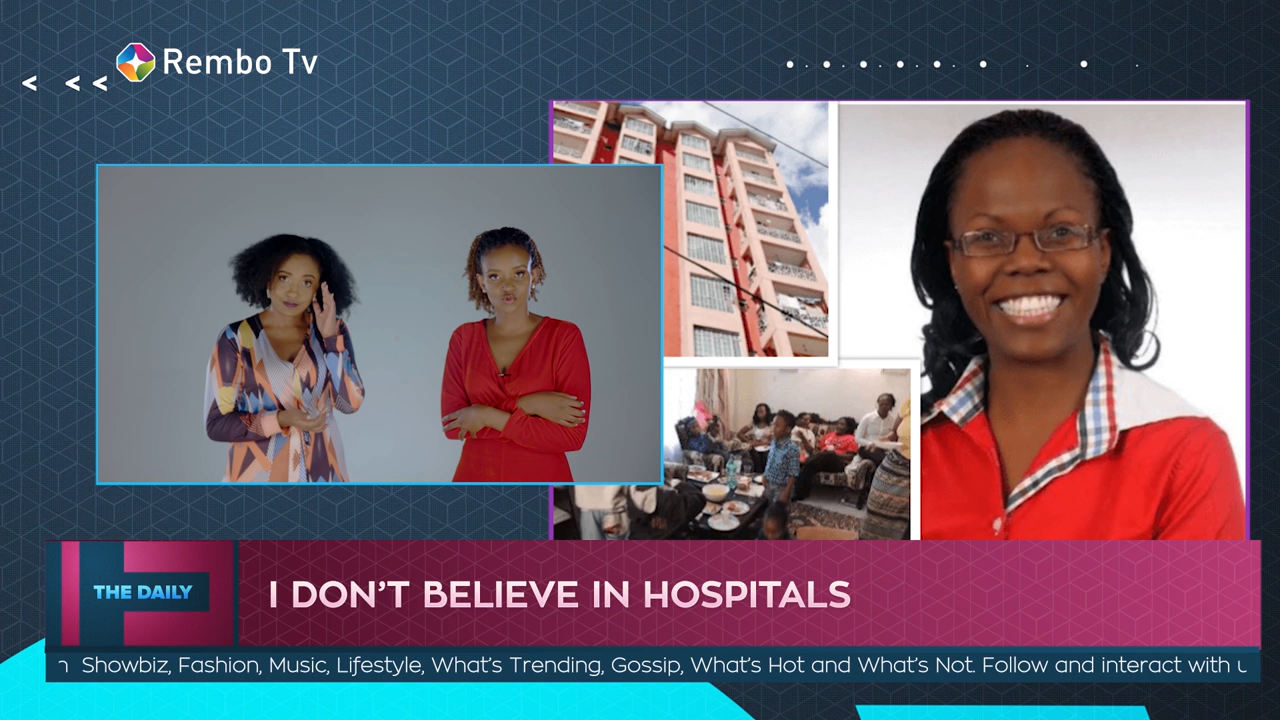 Rembo Tv
THE DAILY
I DON'T BELIEVE IN HOSPITALS
Showbiz, Fashion, Music, Lifestyle, What's Trending, Gossip, What's Hot and What's Not. Follow and interact with